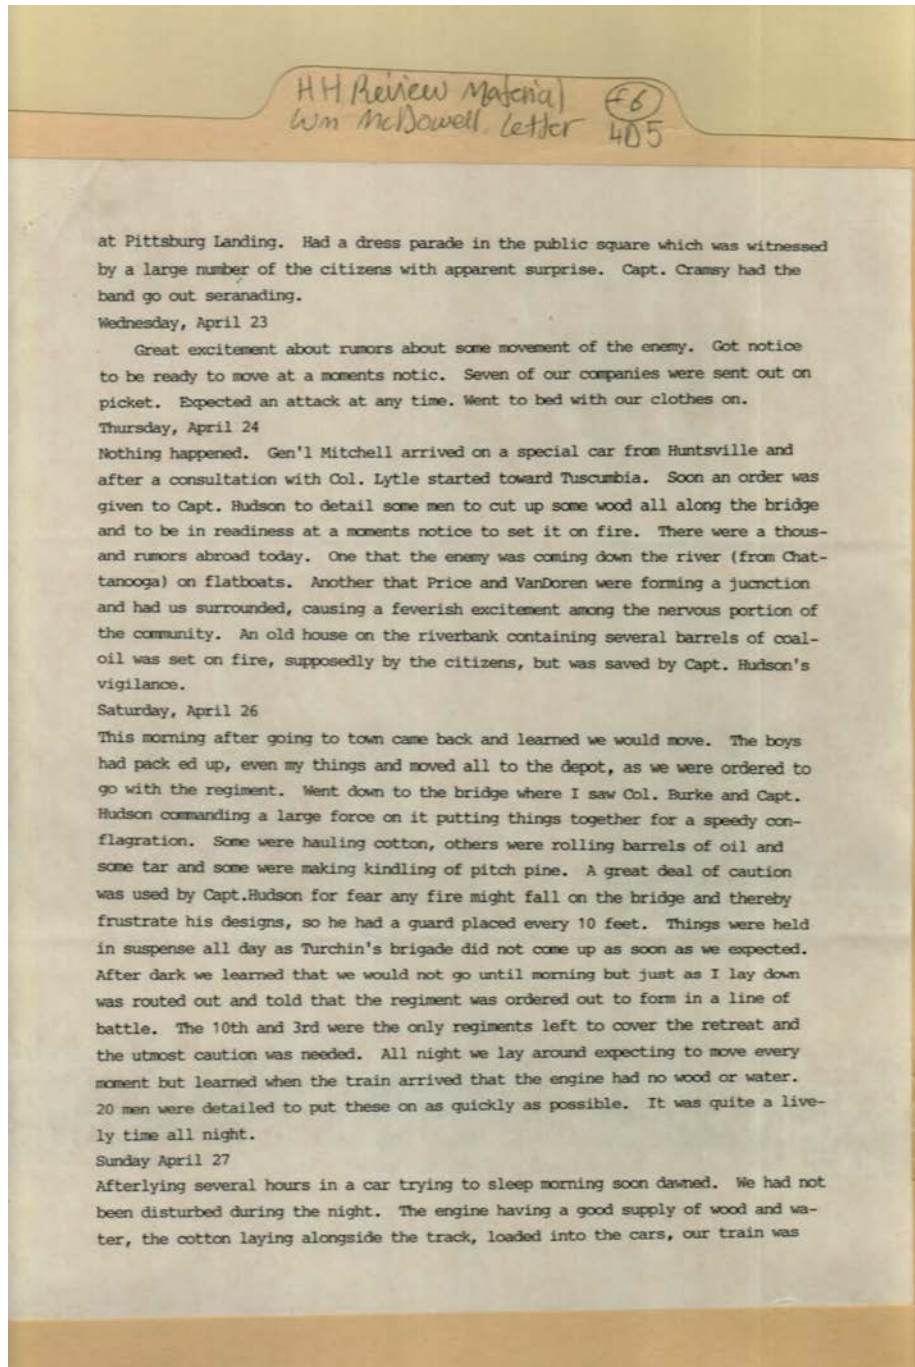 HH Review Material f6
Wm McDowell Letter 4D5
at Pittsburg Landing. Had a dress parade in the public square which was witnessed
by a large number of the citizens with apparent surprise. Capt. Cramsy had the
band go out seranading.
Wednesday, April 23
Great excitement about rumors about some movement of the enemy. Got notice
to be ready to move at a moments notic. Seven of our companies were sent out on
picket. Expected an attack at any time. Went to bed with our clothes on.
Thursday, April 24
Nothing happened. Gen'l Mitchell arrived on a special car from Huntsville and
after a consultation with Col. Lytle started toward Tuscumbia. Soon an order was
given to Capt. Hudson to detail some men to cut up some wood all along the bridge
and to be in readiness at a moments notice to set it on fire. There were a thous-
and rumors abroad today. One that the enemy was coming down the river (from Chat-
tanooga) on flatboats. Another that Price and VanDoren were forming a jucnction
and had us surrounded, causing a feverish excitement among the nervous portion of
the community. An old house on the riverbank containing several barrels of coal-
oil was set on fire, supposedly by the citizens, but was saved by Capt. Hudson's
vigilance.
Saturday, April 26
This morning after going to town came back and learned we would move. The boys
had pack ed up, even my things and moved all to the depot, as we were ordered to
go with the regiment. Went down to the bridge where I saw Col. Burke and Capt.
Hudson commanding a large force on it putting things together for a speedy con-
flagration. Some were hauling cotton, others were rolling barrels of oil and
some tar and some were making kindling of pitch pine. A great deal of caution
was used by Capt.Hudson for fear any fire might fall on the bridge and thereby
frustrate his designs, so he had a guard placed every 10 feet. Things were held
in suspense all day as Turchin's brigade did not come up as soon as we expected.
After dark we learned that we would not go until morning but just as I lay down
was routed out and told that the regiment was ordered out to form in a line of
battle. The 10th and 3rd were the only regiments left to cover the retreat and
the utmost caution was needed. All night we lay around expecting to move every
moment but learned when the train arrived that the engine had no wood or water.
20 men were detailed to put these on as quickly as possible. It was quite a live-
ly time all night.
Sunday April 27
Afterlying several hours in a car trying to sleep morning soon dawned. We had not
been disturbed during the night. The engine having a good supply of wood and wa-
ter, the cotton laying alongside the track, loaded into the cars, our train was